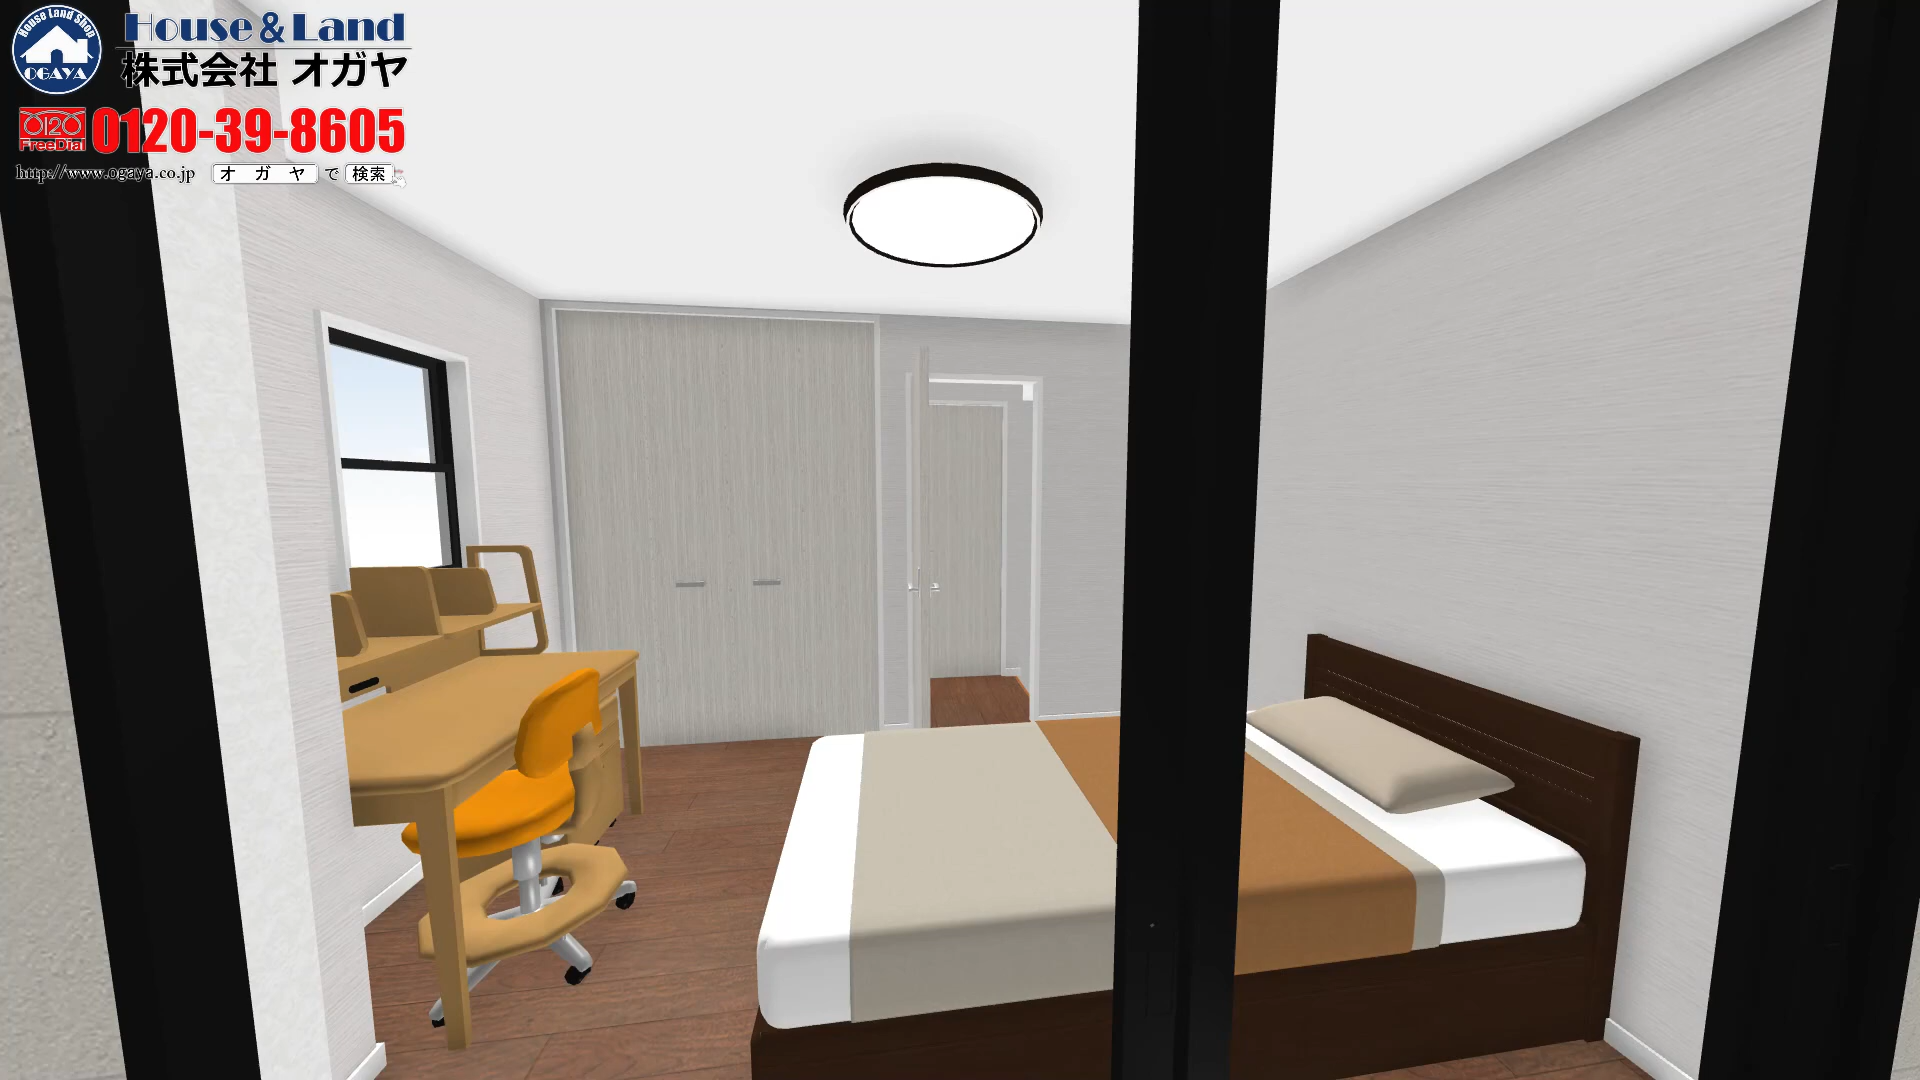 House Land Shop
OGAYA
House & Land
株式会社 オガヤ
0120
FreeDial
0120-39-8605
http://www.ogaya.co.jp オ ガ ヤ で 検索